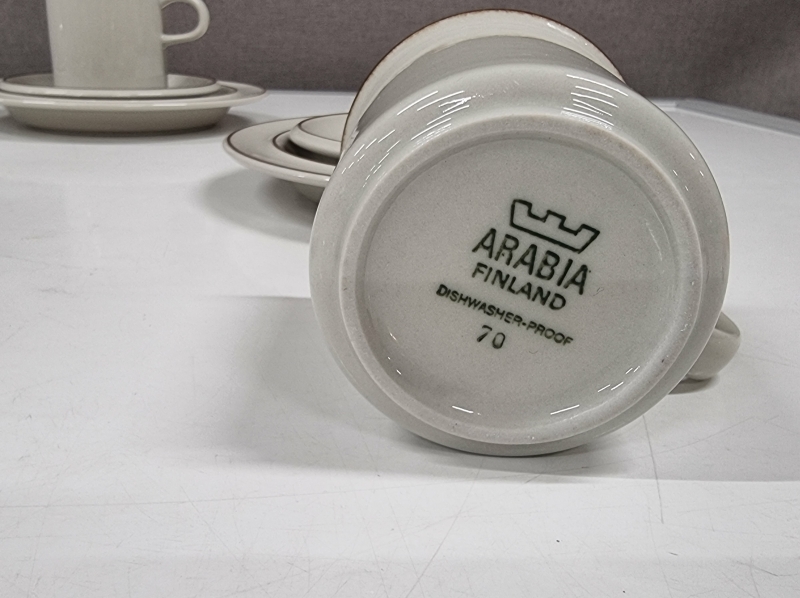 ARABIA
FINLAND
DISHWASHER-PROOF
70